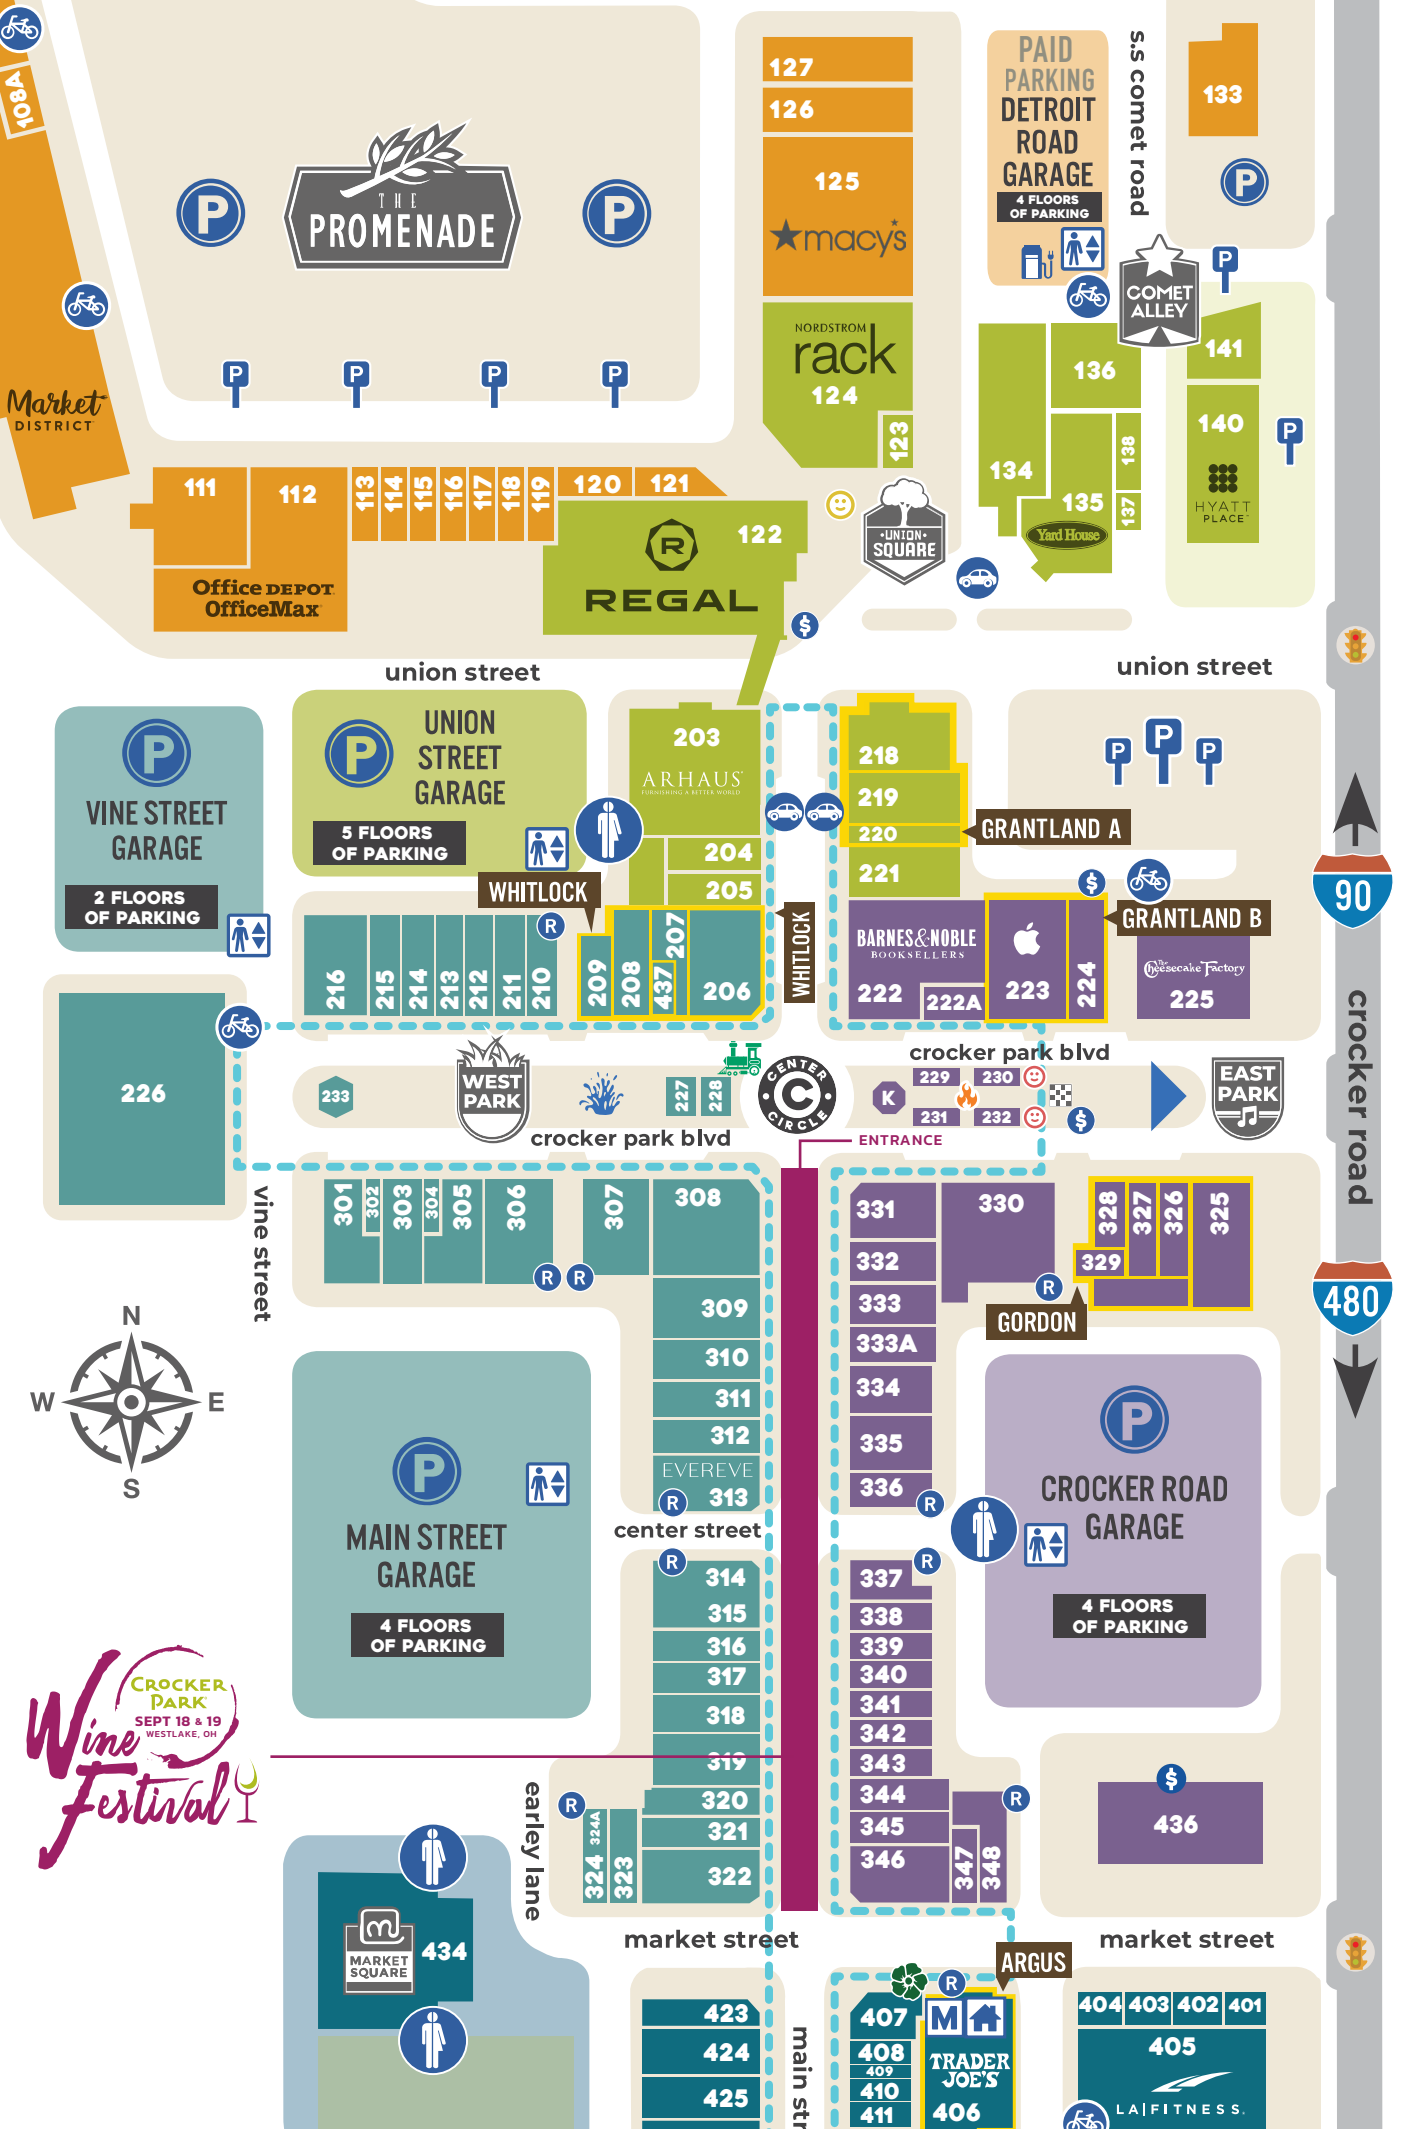 108A
Market
DISTRICT
P
THE
PROMENADE
P
P
P
P
P
127
126
125
macy's
NORDSTROM
rack
124
123
PAID
PARKING
DETROIT
ROAD
GARAGE
4 FLOORS
OF PARKING
s.s comet road
133
P
P
COMET
ALLEY
141
136
140
P
HYATT
PLACE
134
138
135
137
Yard House
UNION
SQUARE
111
112
113
114
115
116
117
118
119
120
121
Office DEPOT
OfficeMax
122
R
REGAL
$
union street
union street
P
VINE STREET
GARAGE
2 FLOORS
OF PARKING
P
UNION
STREET
GARAGE
5 FLOORS
OF PARKING
203
ARHAUS
FURNISHING A BETTER WORLD
204
205
WHITLOCK
WHITLOCK
218
219
220
221
GRANTLAND A
P
P
P
90
$
GRANTLAND B
R
216
215
214
213
212
211
210
209
208
437
207
206
BARNES & NOBLE
BOOKSELLERS
222
222A
223
224
The
Cheesecake Factory
225
226
233
WEST
PARK
227
228
CENTER
C
CIRCLE
crocker park blvd
K
229
230
231
232
$
EAST
PARK
crocker road
crocker park blvd
ENTRANCE
vine street
301
302
303
304
305
306
307
308
R
R
309
310
311
312
EVEREVE
R
313
331
332
333
333A
334
335
336
R
330
R
328
327
326
325
329
GORDON
480
N
W
E
S
P
MAIN STREET
GARAGE
4 FLOORS
OF PARKING
P
CROCKER ROAD
GARAGE
4 FLOORS
OF PARKING
center street
R
314
315
316
317
318
319
320
321
322
R
324A
324
323
R
337
338
339
340
341
342
343
344
345
346
347
348
R
$
436
CROCKER
PARK
SEPT 18 & 19
WESTLAKE, OH
Wine
Festival
earley lane
MARKET
SQUARE
434
market street
market street
423
424
425
main str
407
408
409
410
411
R
ARGUS
M
TRADER
JOE'S
406
404
403
402
401
405
LA|FITNESS.